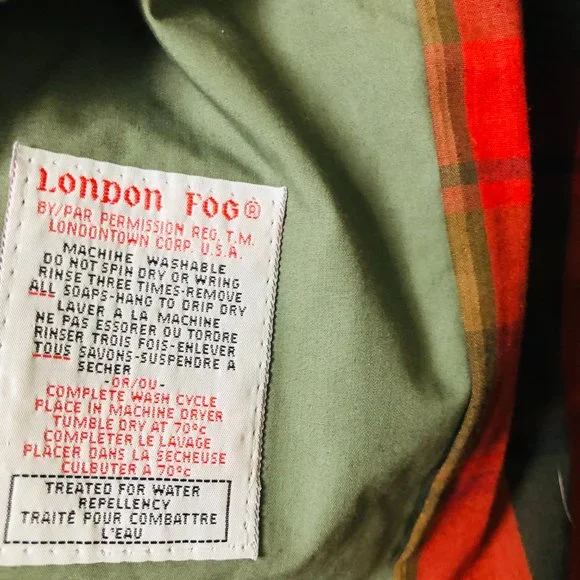 LONDON FOG®
BY/PAR PERMISSION REG. T.M.
LONDONTOWN CORP. U.S.A.
MACHINE WASHABLE
DO NOT SPIN DRY OR WRING
RINSE THREE TIMES-REMOVE
ALL SOAPS-HANG TO DRIP DRY
LAVER A LA MACHINE
NE PAS ESSORER OU TORDRE
RINSER TROIS FOIS-ENLEVER
TOUS SAVONS-SUSPENDRE A
SECHER
-OR/OU-
COMPLETE WASH CYCLE
PLACE IN MACHINE DRYER
TUMBLE DRY AT 70°C
COMPLETER LE LAVAGE
PLACER DANS LA SECHEUSE
CULBUTER A 70°C
TREATED FOR WATER
REPELLENCY
TRAITÉ POUR COMBATTRE
L'EAU